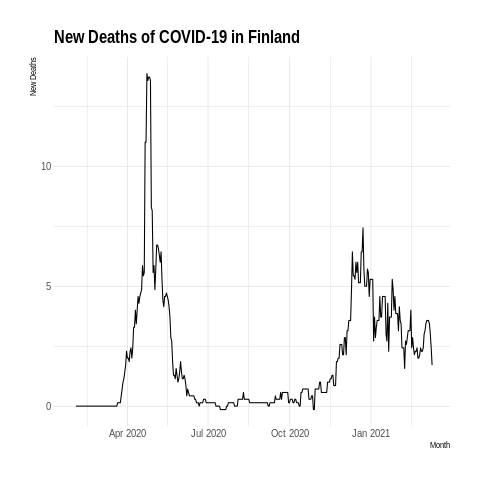 New Deaths of COVID-19 in Finland
New Deaths
10
5
0
Apr 2020 Jul 2020 Oct 2020 Jan 2021
Month